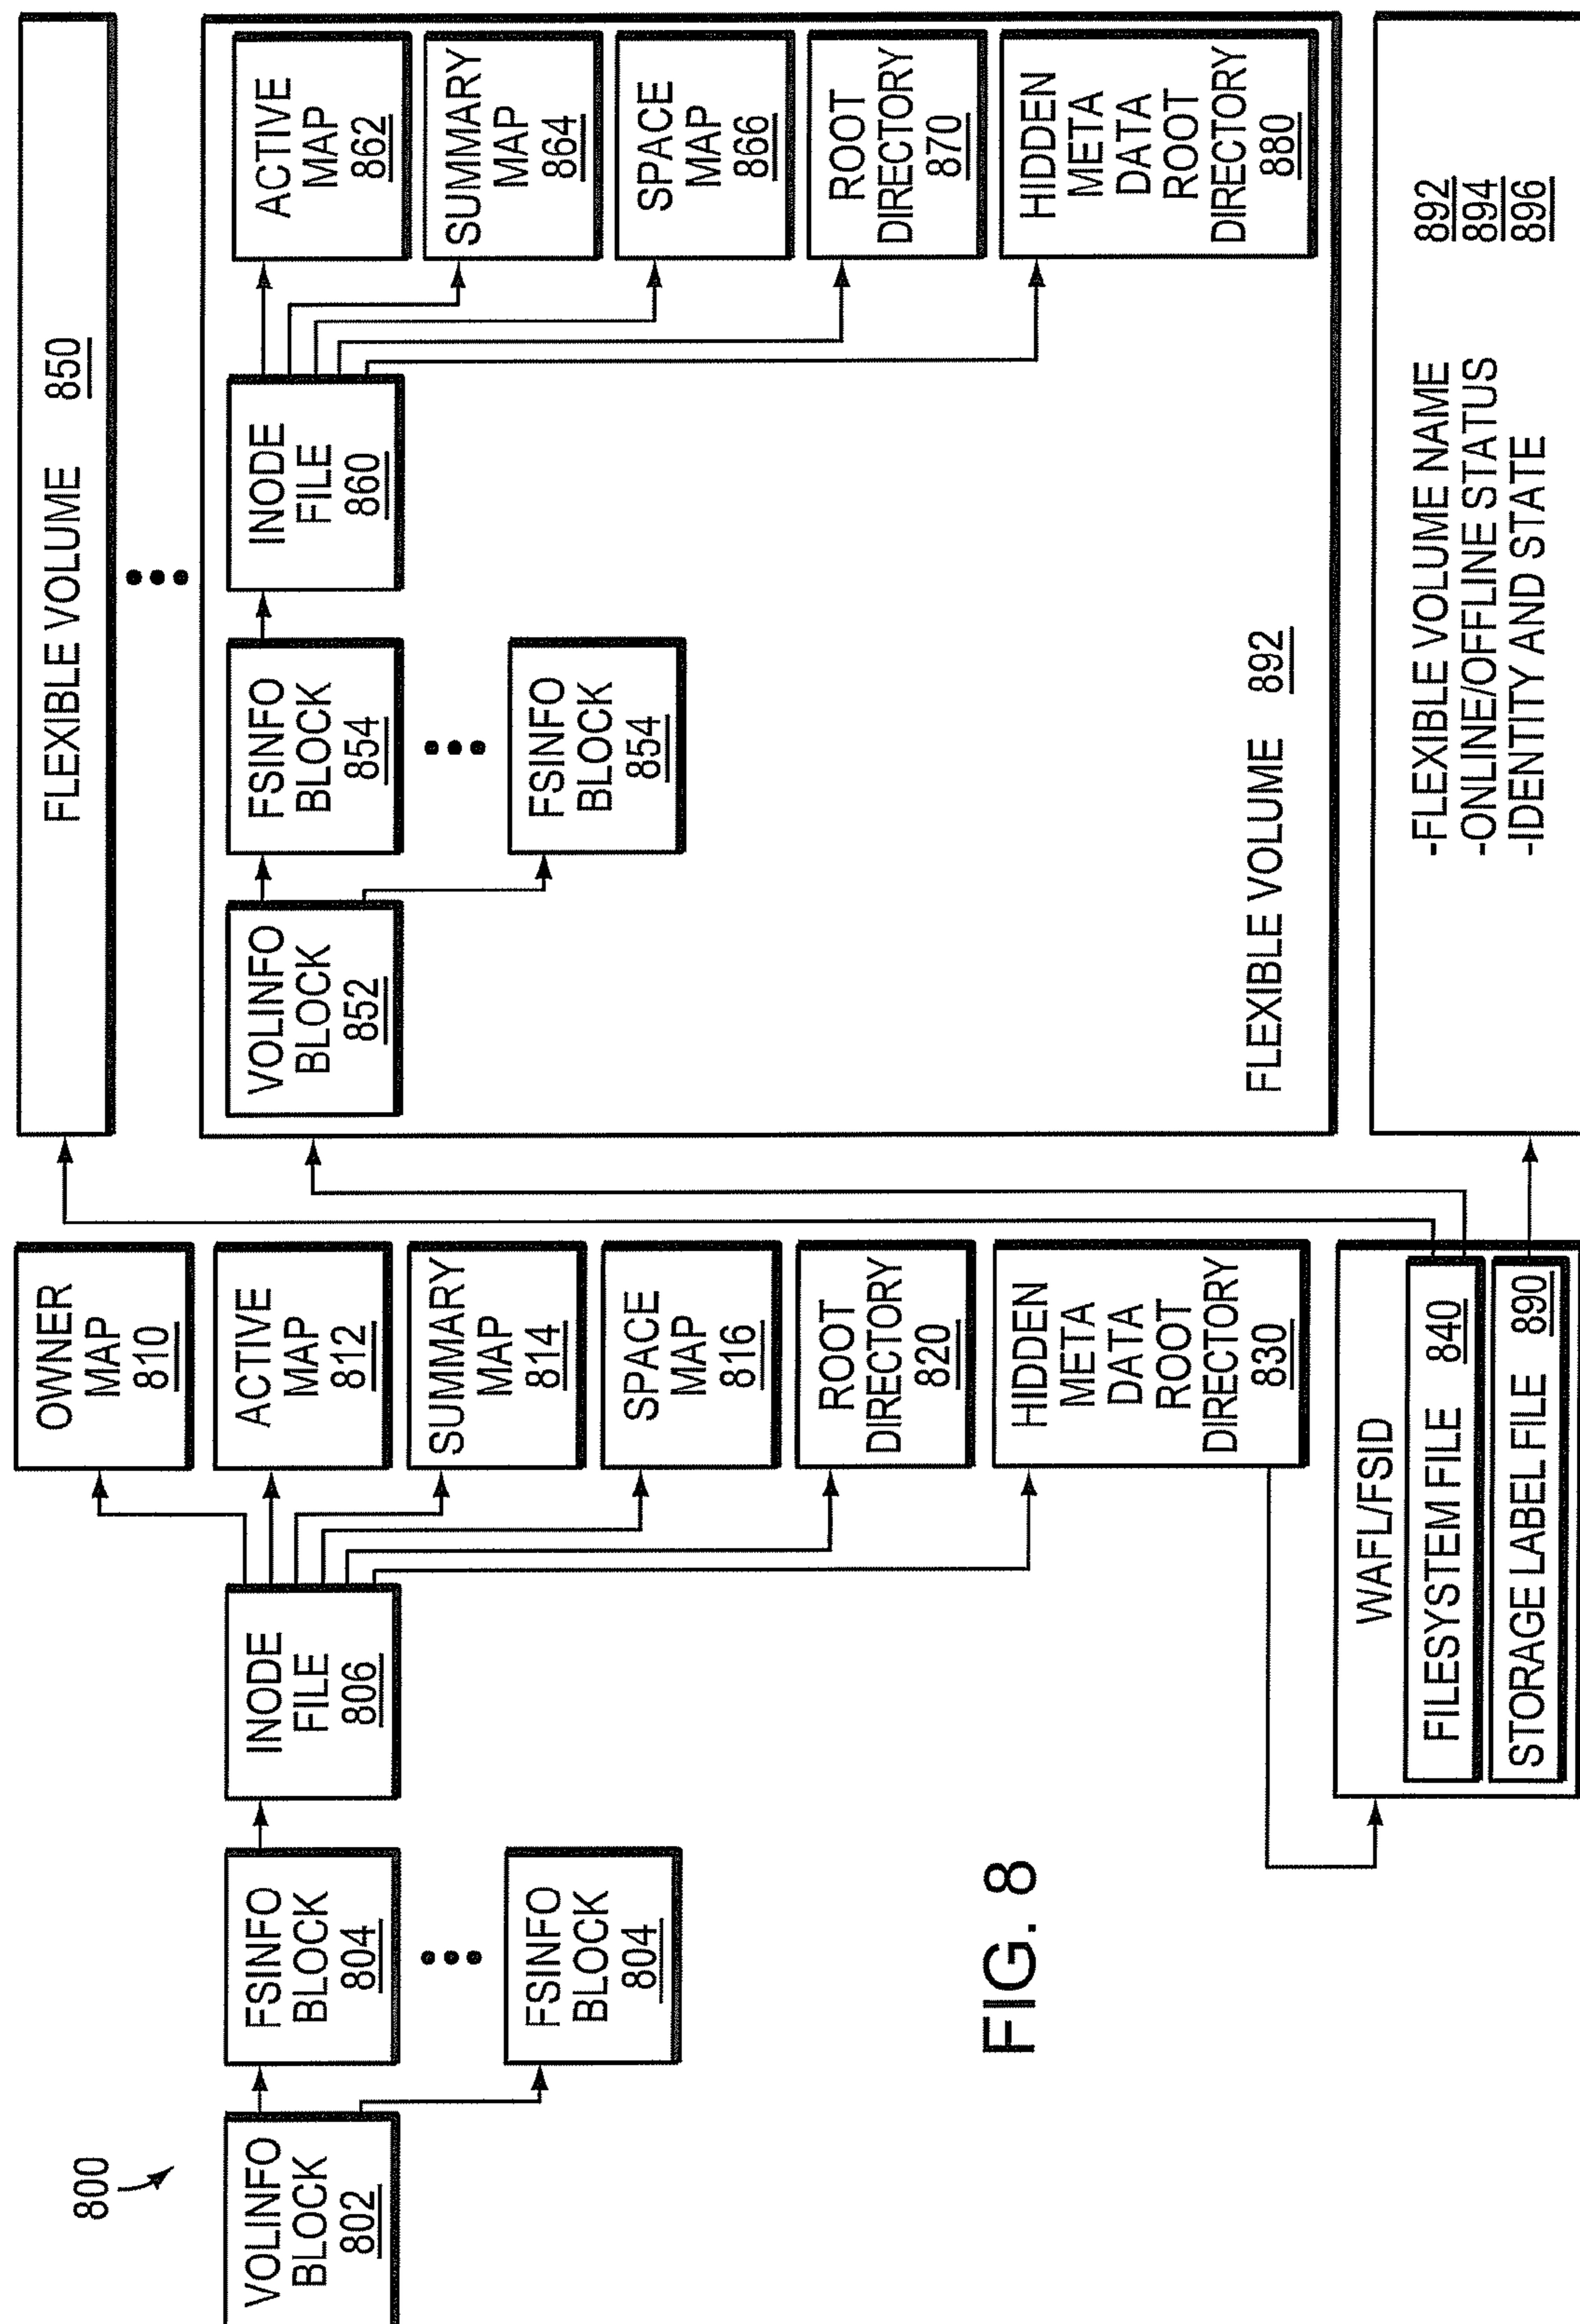 800
VOLINFO
BLOCK
802
FSINFO
BLOCK
804
FSINFO
BLOCK
804
INODE
FILE
806
OWNER
MAP
810
ACTIVE
MAP
812
SUMMARY
MAP
814
SPACE
MAP
816
ROOT
DIRECTORY
820
HIDDEN
META
DATA
ROOT
DIRECTORY
830
WAFL/FSID
FILESYSTEM FILE 840
STORAGE LABEL FILE 890
FLEXIBLE VOLUME 850
VOLINFO
BLOCK
852
FSINFO
BLOCK
854
FSINFO
BLOCK
854
INODE
FILE
860
ACTIVE
MAP
862
SUMMARY
MAP
864
SPACE
MAP
866
ROOT
DIRECTORY
870
HIDDEN
META
DATA
ROOT
DIRECTORY
880
FLEXIBLE VOLUME 892
-FLEXIBLE VOLUME NAME 892
-ONLINE/OFFLINE STATUS 894
-IDENTITY AND STATE 896
FIG. 8